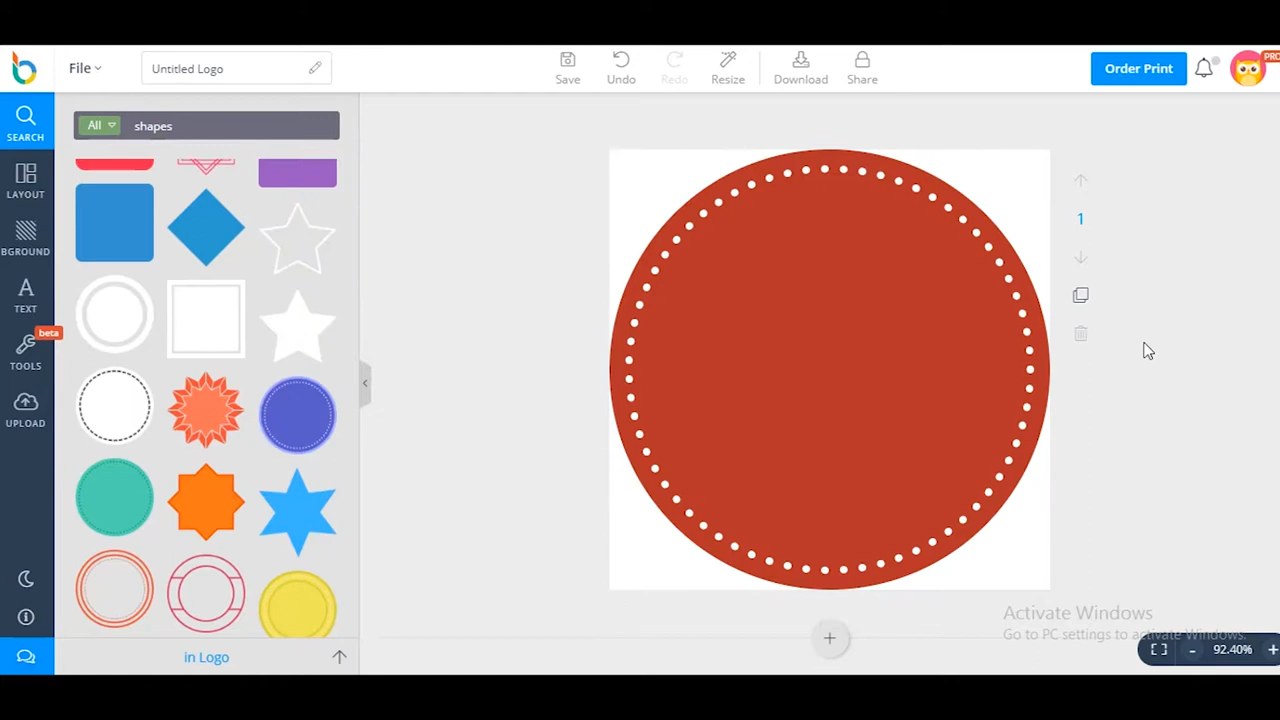 File
Untitled Logo
Save
Undo
Redo
Resize
Download
Share
Order Print
PRO
SEARCH
LAYOUT
BGROUND
TEXT
beta
TOOLS
UPLOAD
All
shapes
in Logo
1
Activate Windows
Go to PC settings to activate Windows.
- 92.40% +